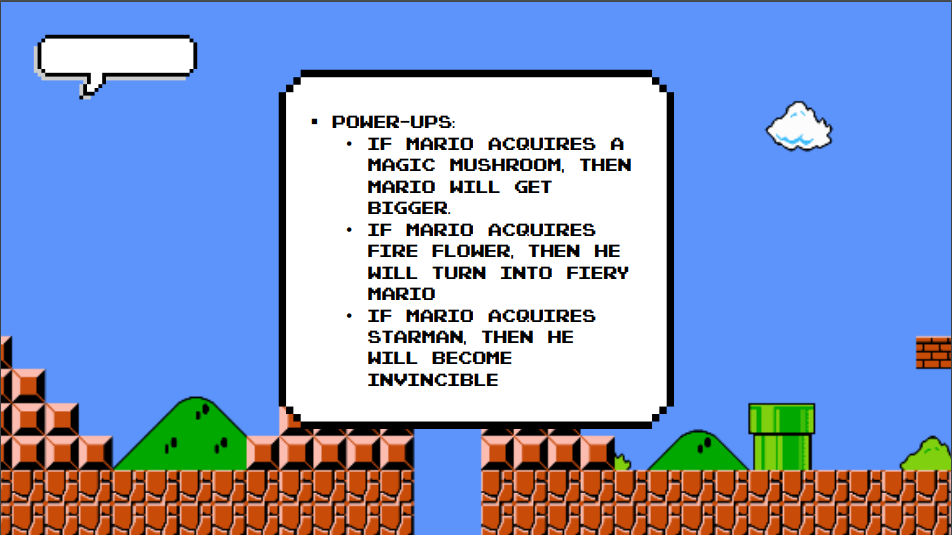 ▪ POWER-UPS:
• IF MARIO ACQUIRES A
MAGIC MUSHROOM, THEN
MARIO WILL GET
BIGGER.
• IF MARIO ACQUIRES
FIRE FLOWER, THEN HE
WILL TURN INTO FIERY
MARIO
• IF MARIO ACQUIRES
STARMAN, THEN HE
WILL BECOME
INVINCIBLE